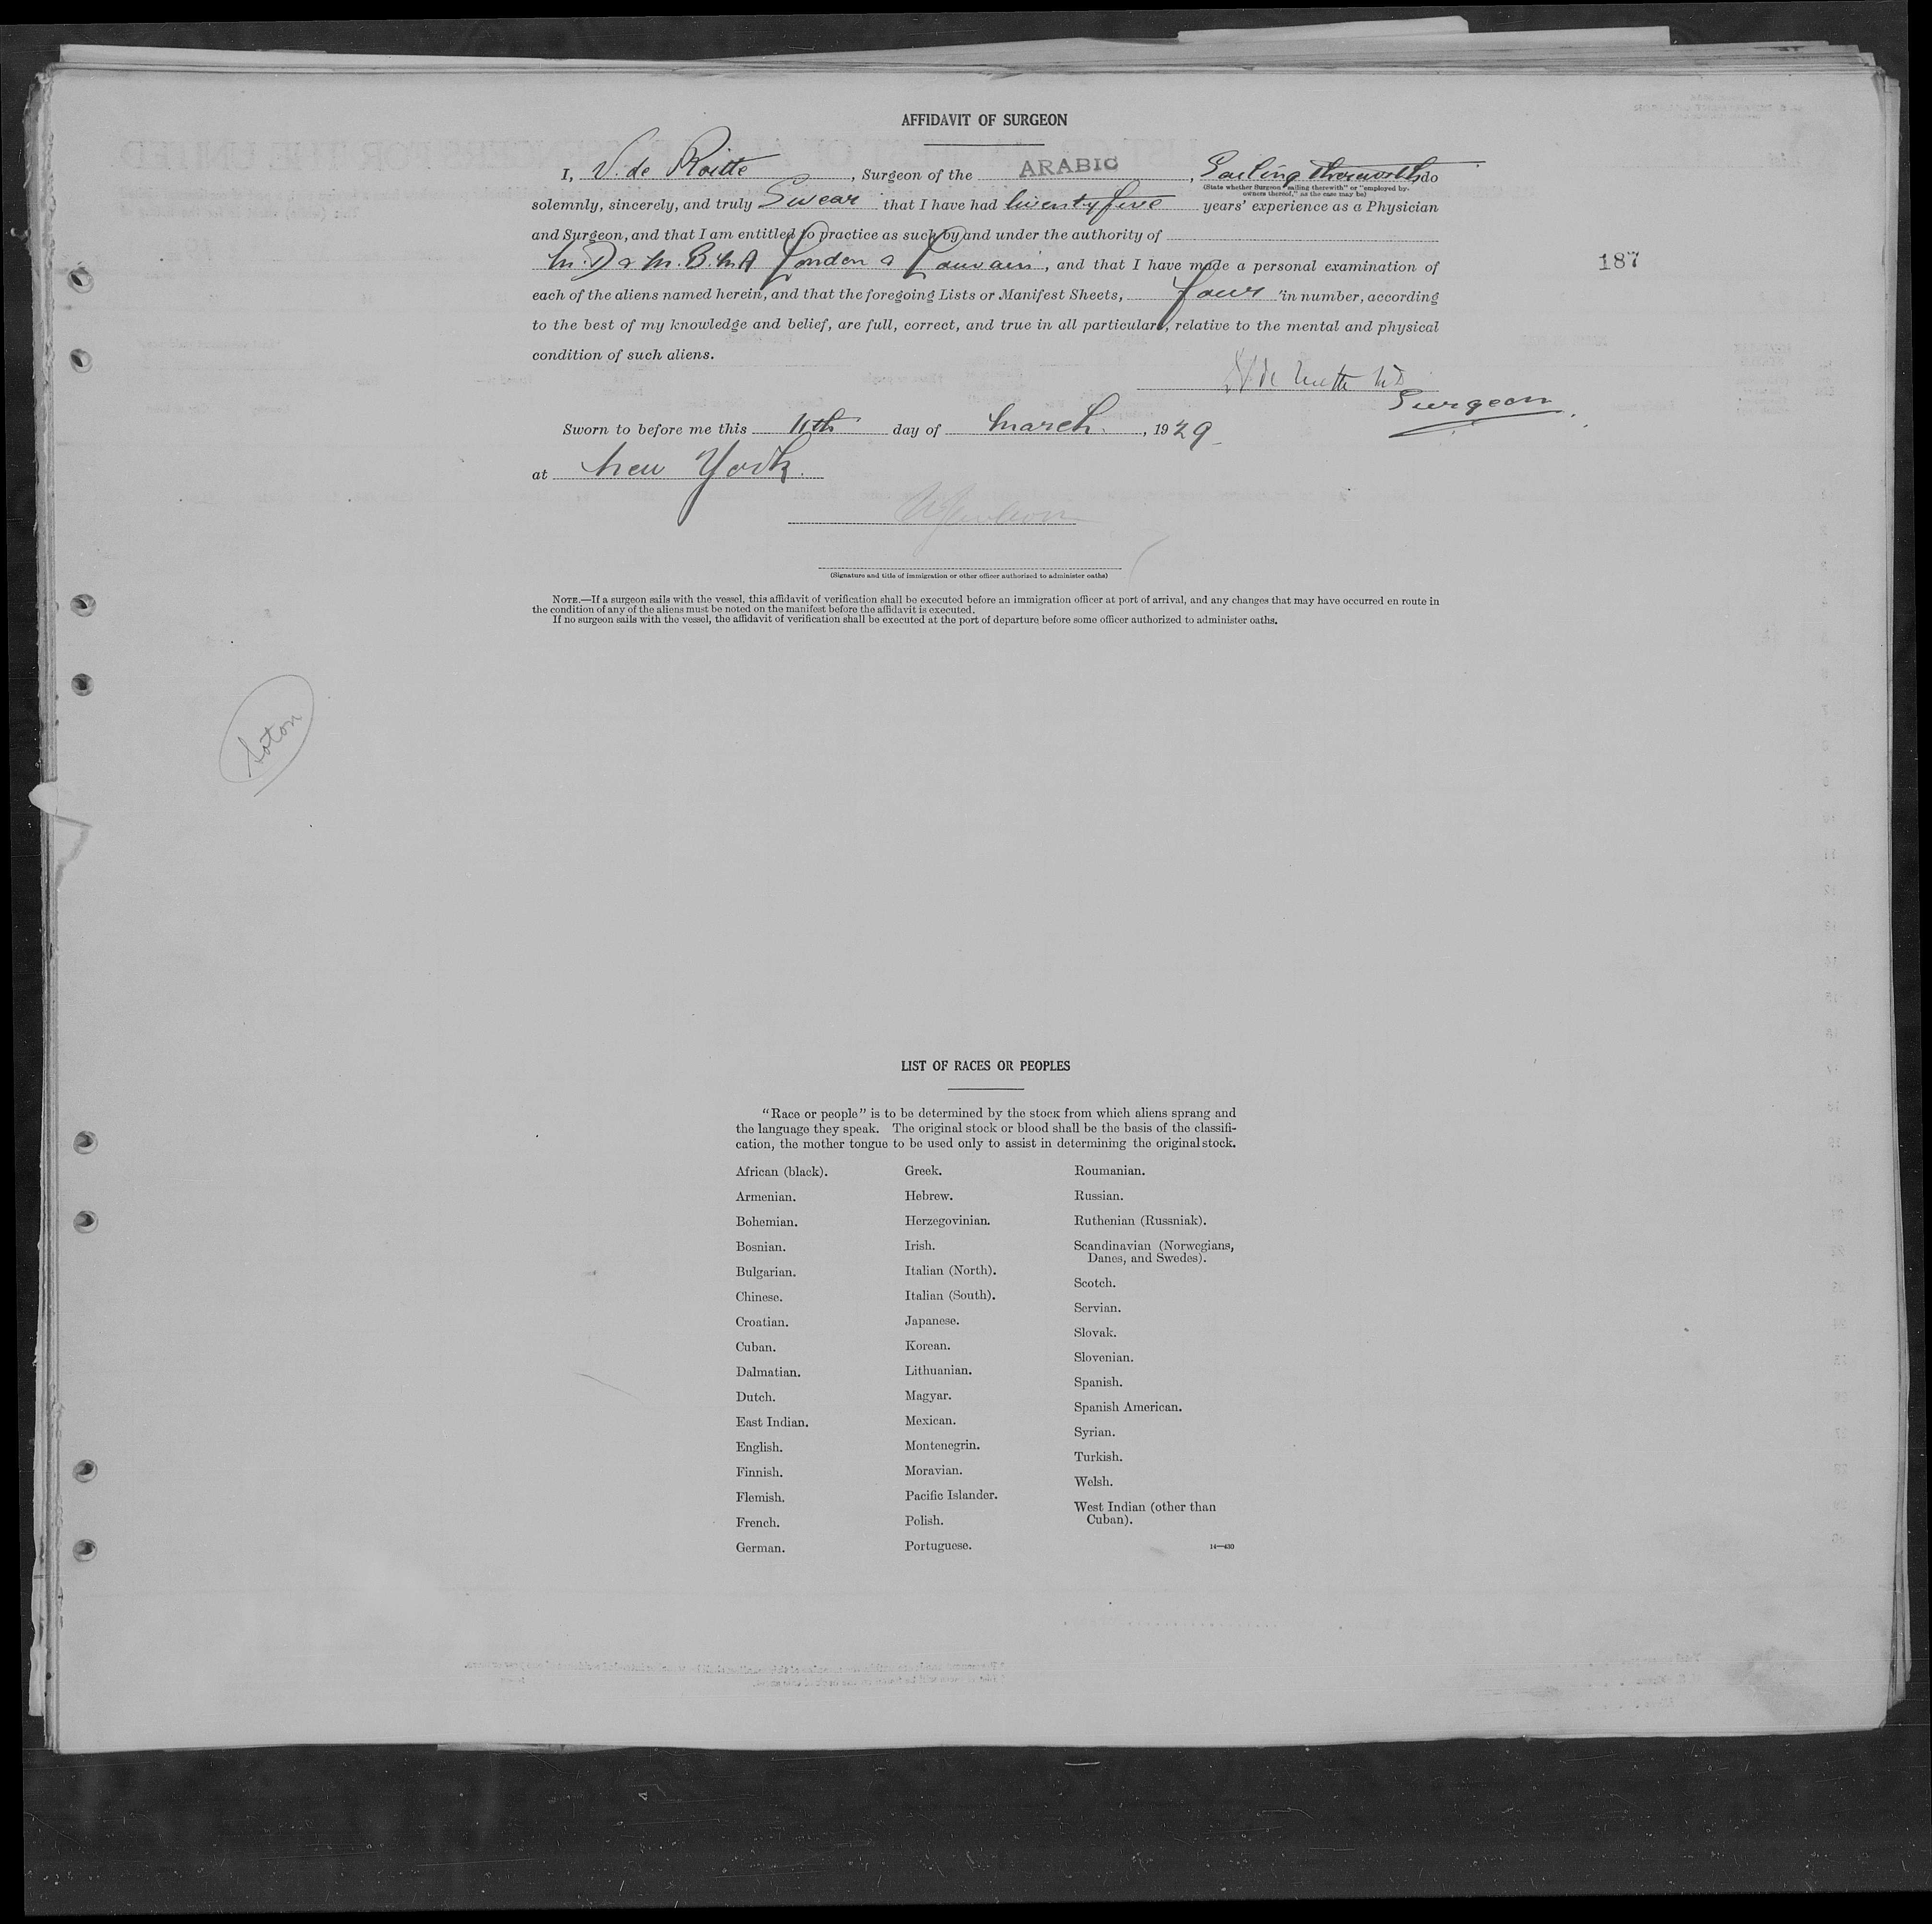 AFFIDAVIT OF SURGEON
I, V. de Roitte, Surgeon of the ARABIC, Sailing therewith, do
(State whether Surgeon "sailing therewith" or "employed by owners thereof," as the case may be)
solemnly, sincerely, and truly Swear that I have had twenty five years' experience as a Physician
and Surgeon, and that I am entitled to practice as such by and under the authority of
M.D & M.B.M.A London & Louvain, and that I have made a personal examination of
187
each of the aliens named herein, and that the foregoing Lists or Manifest Sheets, four in number, according
to the best of my knowledge and belief, are full, correct, and true in all particulars, relative to the mental and physical
condition of such aliens.
Surgeon.
Sworn to before me this 11th day of March, 1929
at New York.
(Signature and title of immigration or other officer authorized to administer oaths)
NOTE.—If a surgeon sails with the vessel, this affidavit of verification shall be executed before an immigration officer at port of arrival, and any changes that may have occurred en route in
the condition of any of the aliens must be noted on the manifest before the affidavit is executed.
If no surgeon sails with the vessel, the affidavit of verification shall be executed at the port of departure before some officer authorized to administer oaths.
Soton
LIST OF RACES OR PEOPLES
"Race or people" is to be determined by the stock from which aliens sprang and
the language they speak. The original stock or blood shall be the basis of the classifi-
cation, the mother tongue to be used only to assist in determining the original stock.
African (black).
Armenian.
Bohemian.
Bosnian.
Bulgarian.
Chinese.
Croatian.
Cuban.
Dalmatian.
Dutch.
East Indian.
English.
Finnish.
Flemish.
French.
German.
Greek.
Hebrew.
Herzegovinian.
Irish.
Italian (North).
Italian (South).
Japanese.
Korean.
Lithuanian.
Magyar.
Mexican.
Montenegrin.
Moravian.
Pacific Islander.
Polish.
Portuguese.
Roumanian.
Russian.
Ruthenian (Russniak).
Scandinavian (Norwegians,
Danes, and Swedes).
Scotch.
Servian.
Slovak.
Slovenian.
Spanish.
Spanish American.
Syrian.
Turkish.
Welsh.
West Indian (other than
Cuban).
14—430